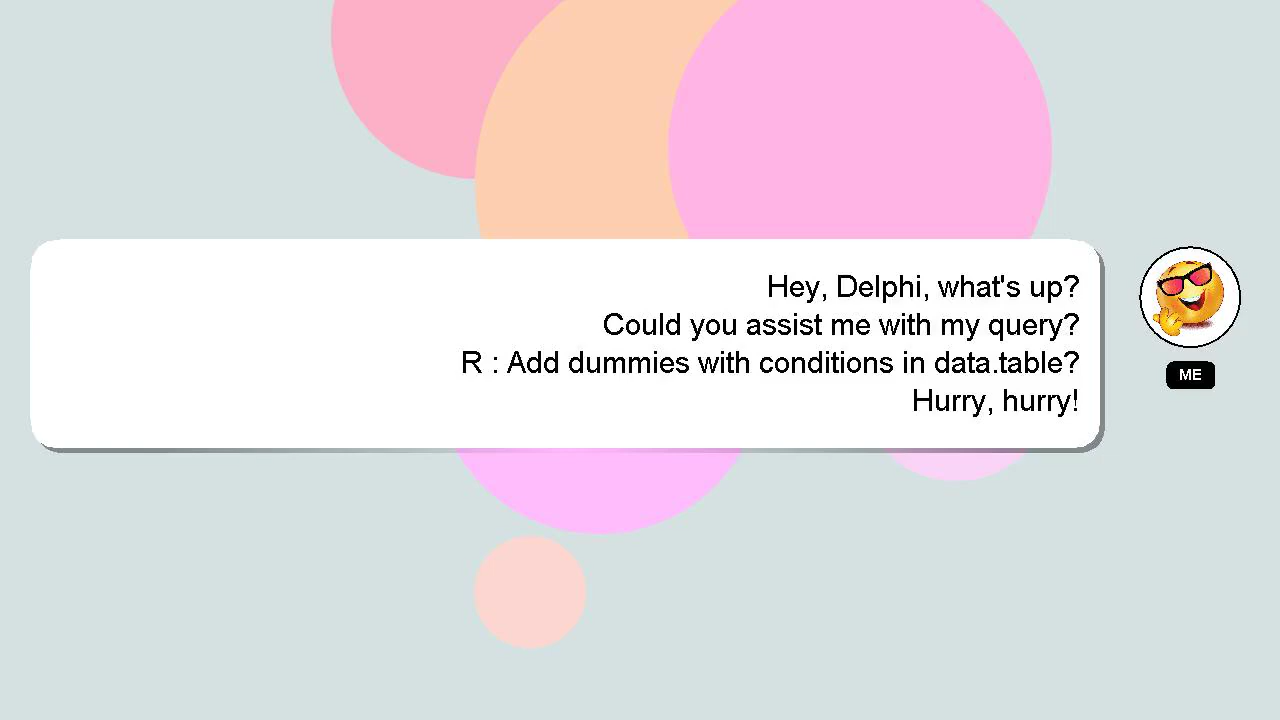 Hey, Delphi, what's up?
Could you assist me with my query?
R : Add dummies with conditions in data.table?
Hurry, hurry!
ME